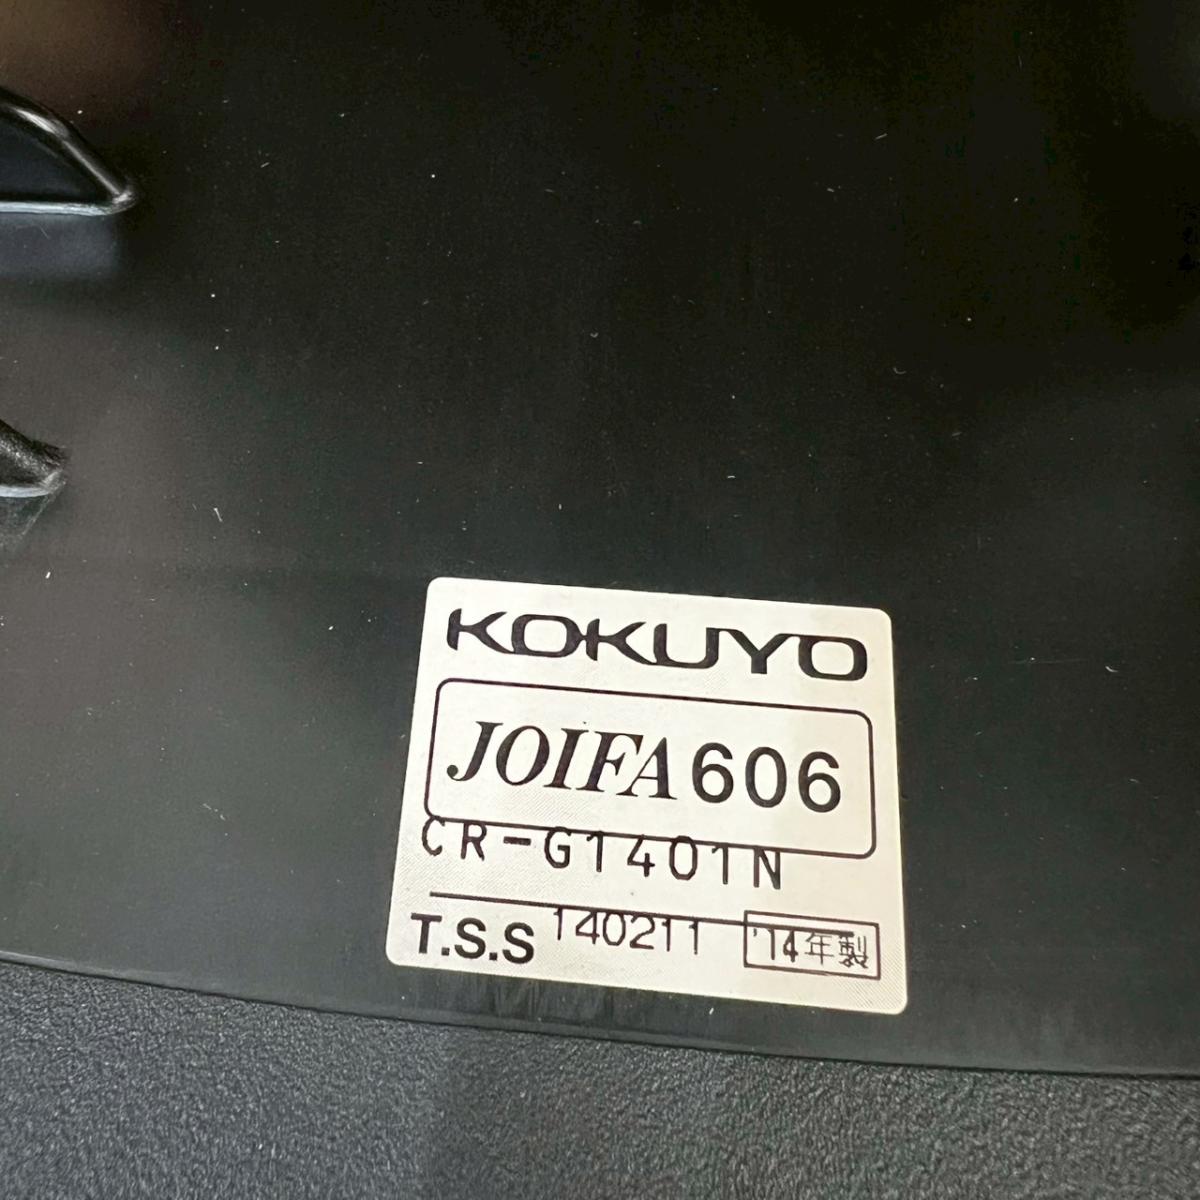 KOKUYO
JOIFA 606
CR-G1401N
T.S.S 140211 '14年製